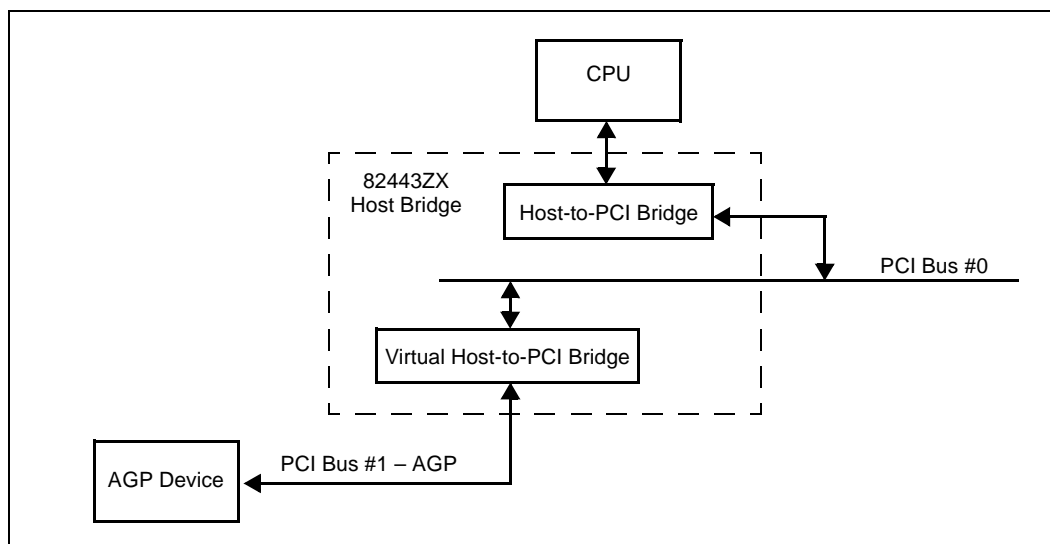 CPU
82443ZX
Host Bridge
Host-to-PCI Bridge
PCI Bus #0
Virtual Host-to-PCI Bridge
PCI Bus #1 – AGP
AGP Device